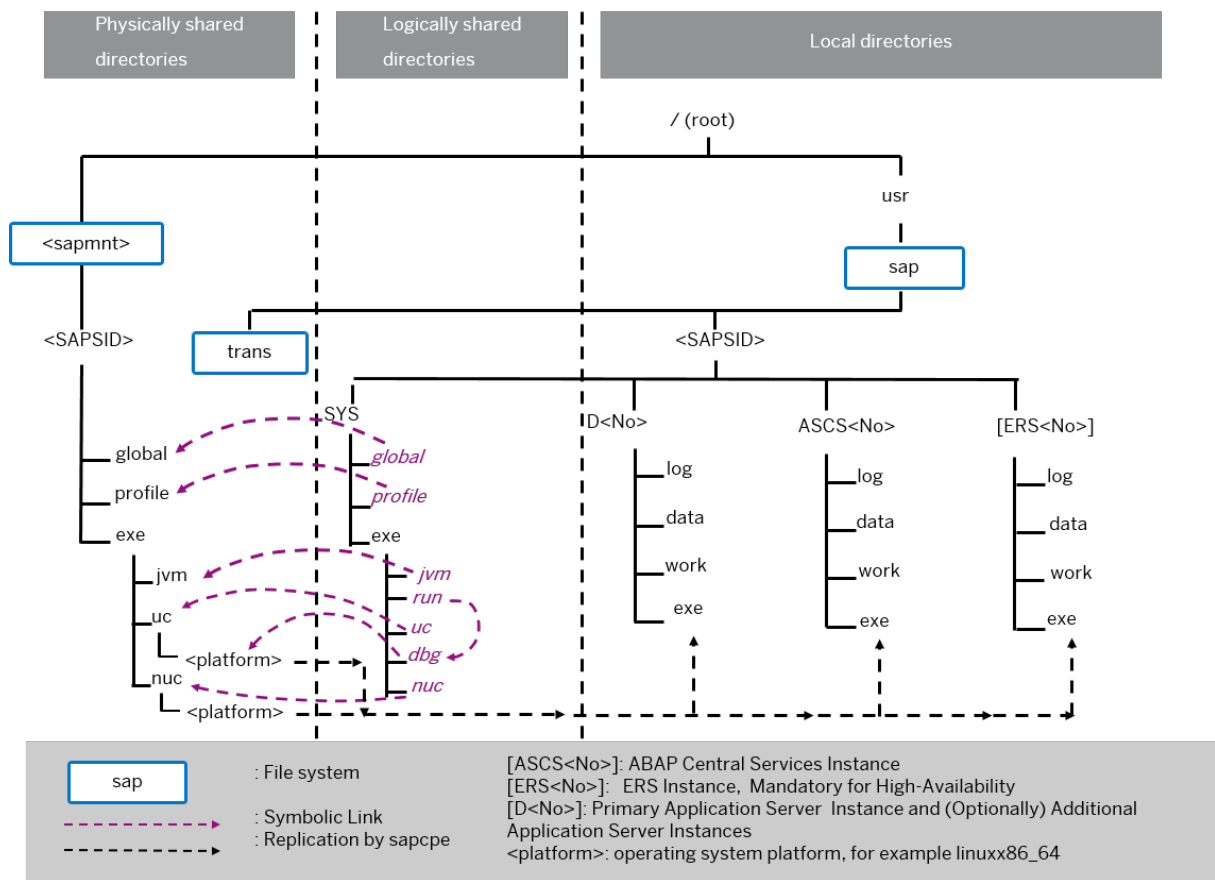 Physically shared
directories
Logically shared
directories
Local directories
/ (root)
usr
<sapmnt>
sap
<SAPSID>
trans
<SAPSID>
SYS
D<No>
ASCS<No>
[ERS<No>]
global
profile
exe
jvm
uc
<platform>
nuc
<platform>
global
profile
exe
jvm
run
uc
dbg
nuc
log
data
work
exe
log
data
work
exe
log
data
work
exe
sap
: File system
: Symbolic Link
: Replication by sapcpe
[ASCS<No>]: ABAP Central Services Instance
[ERS<No>]: ERS Instance, Mandatory for High-Availability
[D<No>]: Primary Application Server Instance and (Optionally) Additional
Application Server Instances
<platform>: operating system platform, for example linuxx86_64